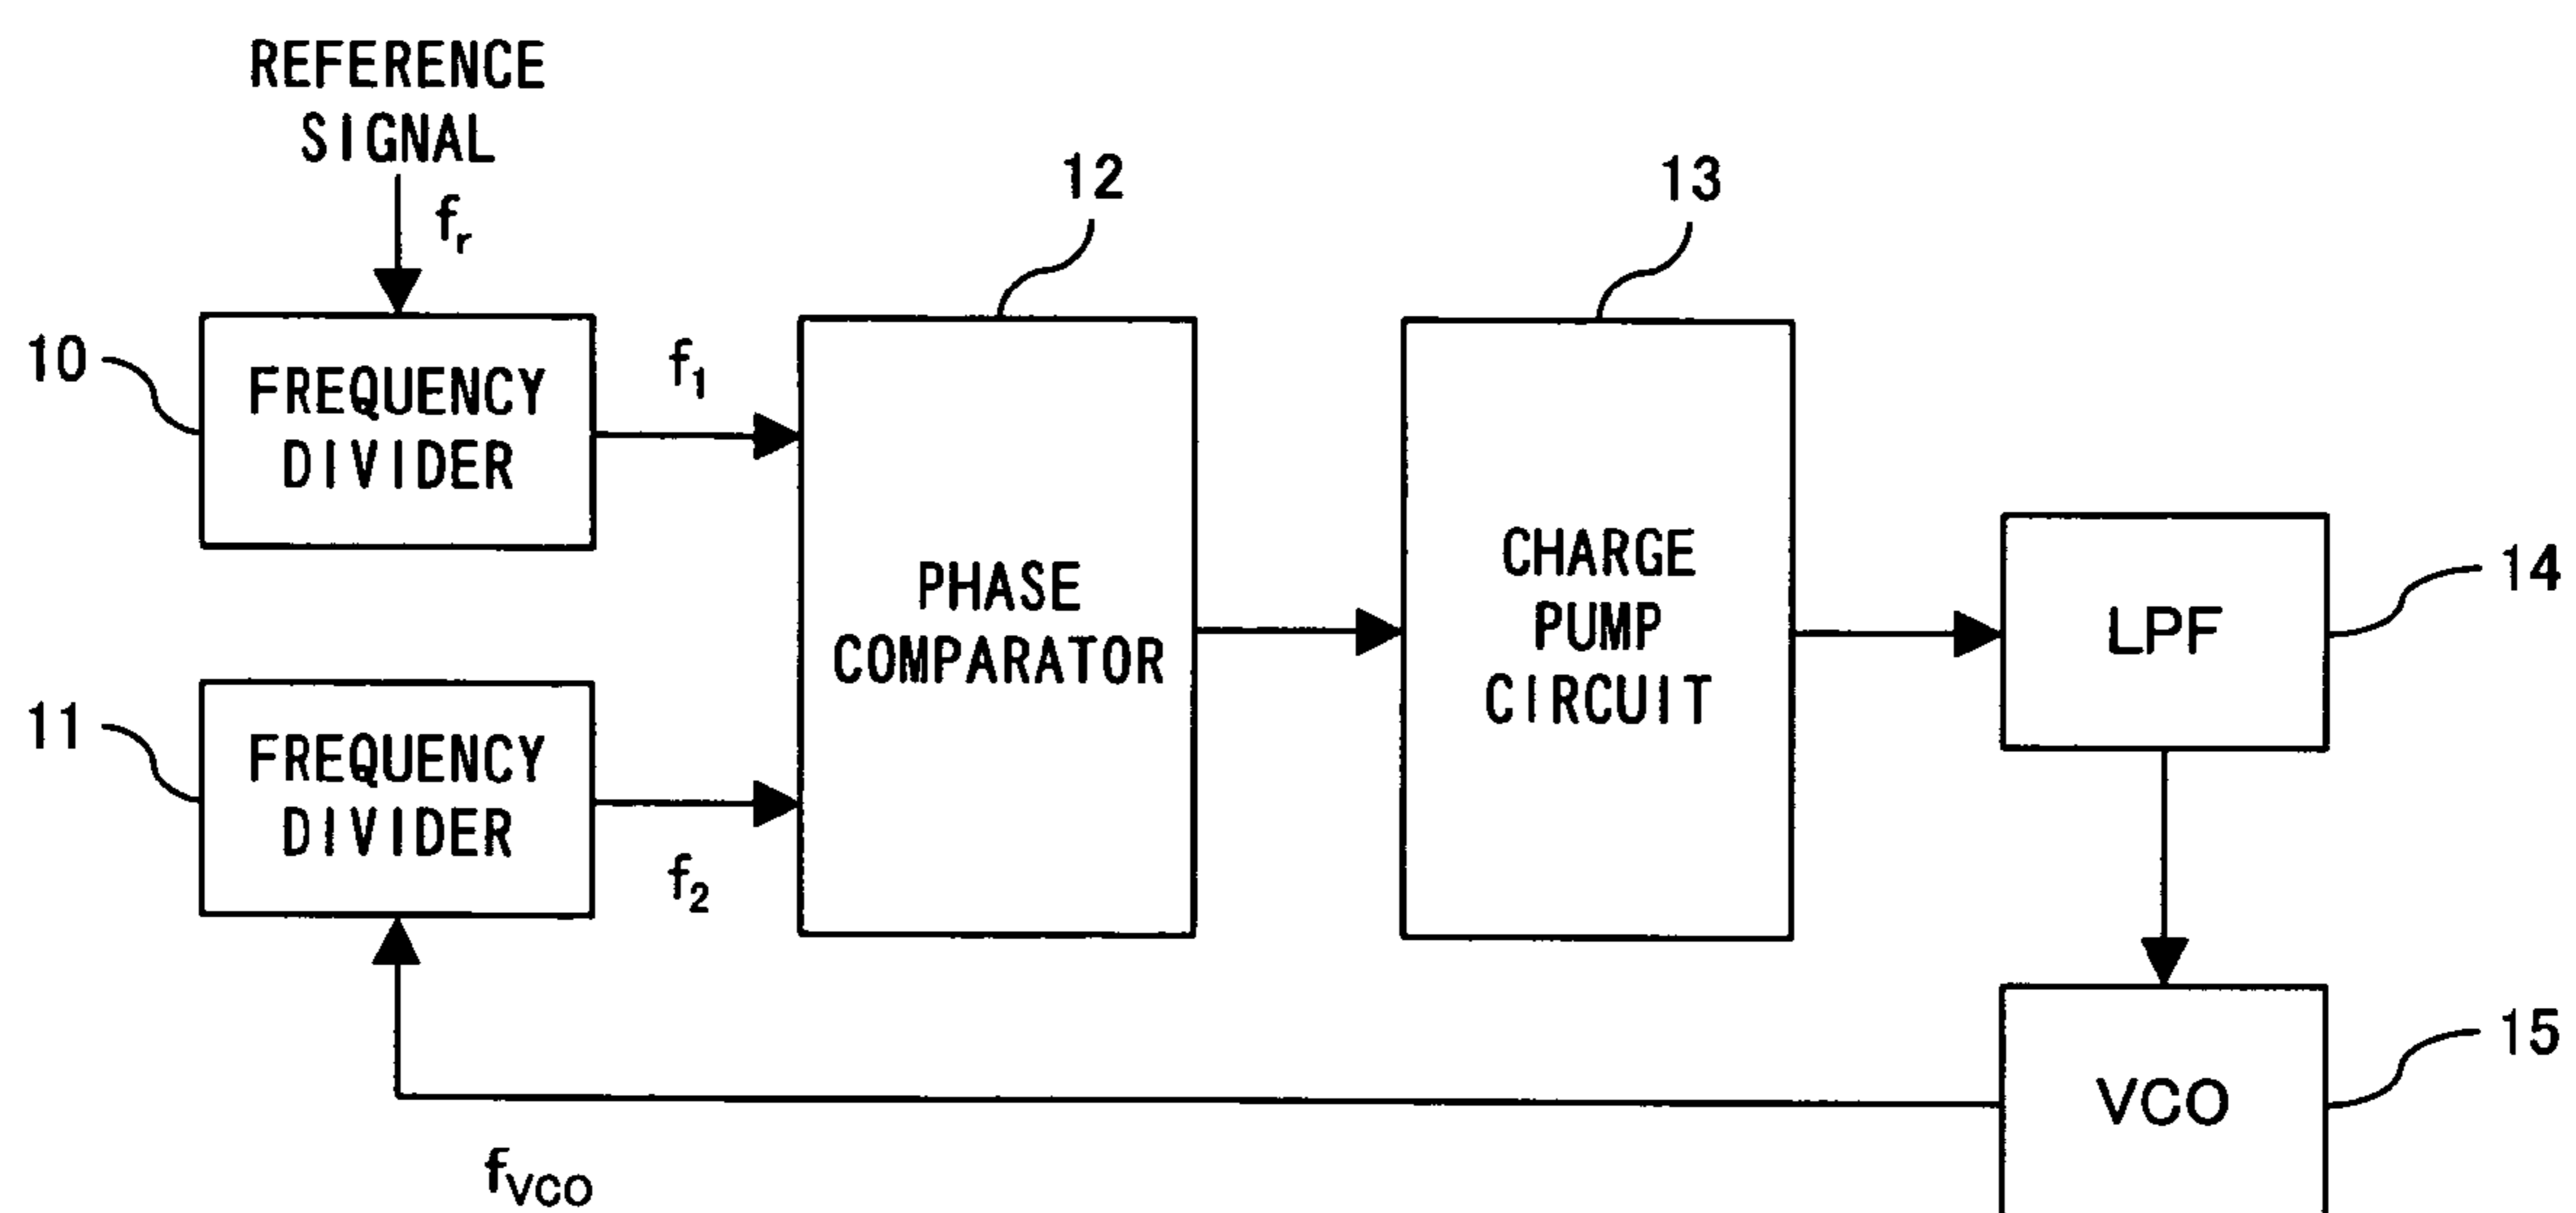 REFERENCE
SIGNAL
fr
12
13
10
FREQUENCY
DIVIDER
f1
PHASE
COMPARATOR
CHARGE
PUMP
CIRCUIT
LPF
14
11
FREQUENCY
DIVIDER
f2
VCO
15
fVCO